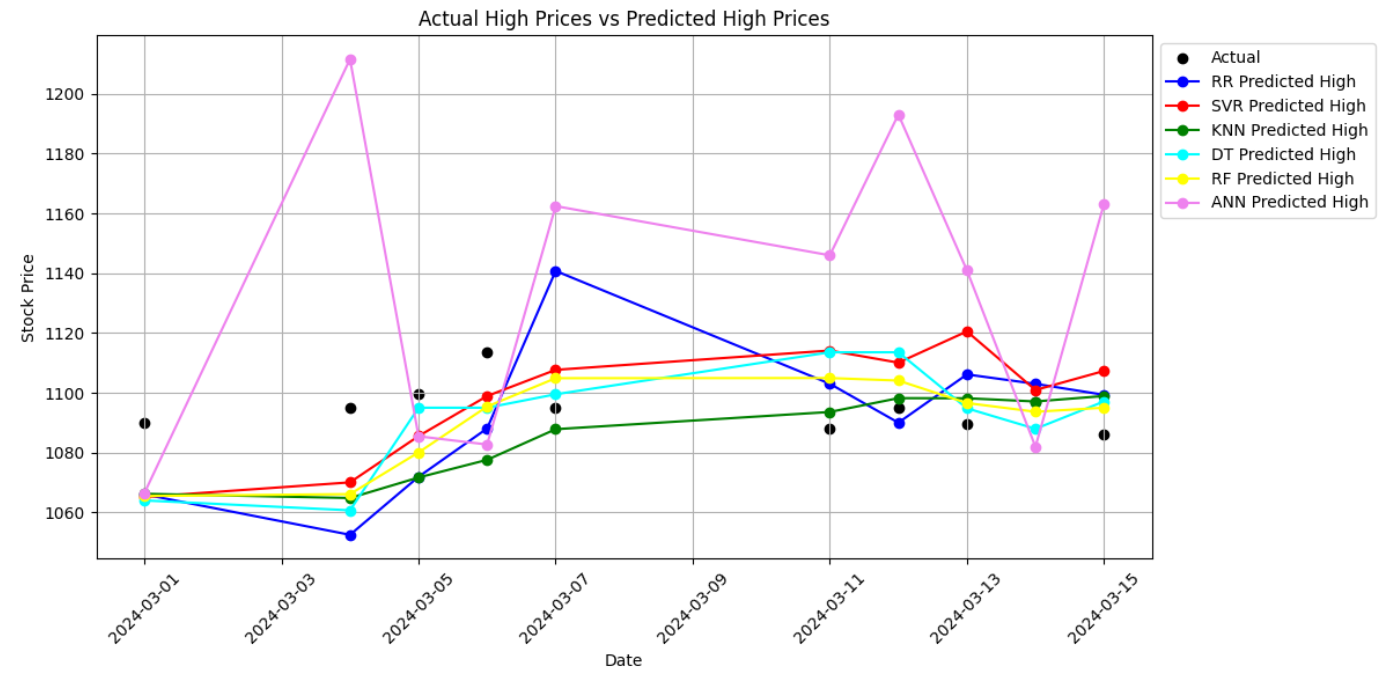 Actual High Prices vs Predicted High Prices
Actual
RR Predicted High
SVR Predicted High
KNN Predicted High
DT Predicted High
RF Predicted High
ANN Predicted High
Stock Price
1200
1180
1160
1140
1120
1100
1080
1060
2024-03-01
2024-03-03
2024-03-05
2024-03-07
2024-03-09
2024-03-11
2024-03-13
2024-03-15
Date